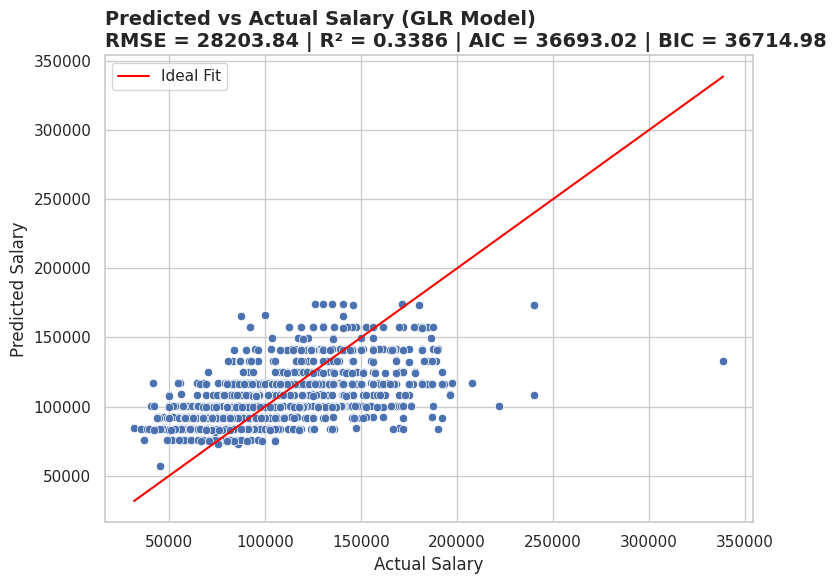 Predicted vs Actual Salary (GLR Model)
RMSE = 28203.84 | R² = 0.3386 | AIC = 36693.02 | BIC = 36714.98
Ideal Fit
350000
300000
250000
200000
150000
100000
50000
Predicted Salary
50000 100000 150000 200000 250000 300000 350000
Actual Salary